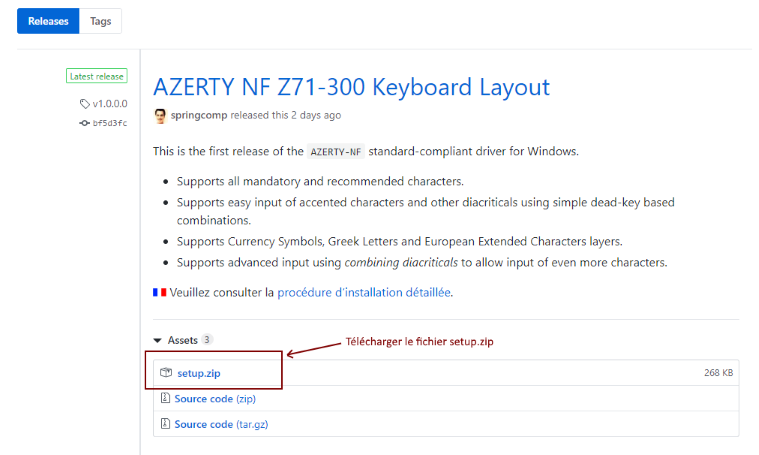 Releases Tags
Latest release
v1.0.0.0
bf5d3fc
AZERTY NF Z71-300 Keyboard Layout
springcomp released this 2 days ago
This is the first release of the AZERTY-NF standard-compliant driver for Windows.
Supports all mandatory and recommended characters.
Supports easy input of accented characters and other diacriticals using simple dead-key based
combinations.
Supports Currency Symbols, Greek Letters and European Extended Characters layers.
Supports advanced input using combining diacriticals to allow input of even more characters.
Veuillez consulter la procédure d'installation détaillée.
Assets 3
Télécharger le fichier setup.zip
setup.zip 268 KB
Source code (zip)
Source code (tar.gz)